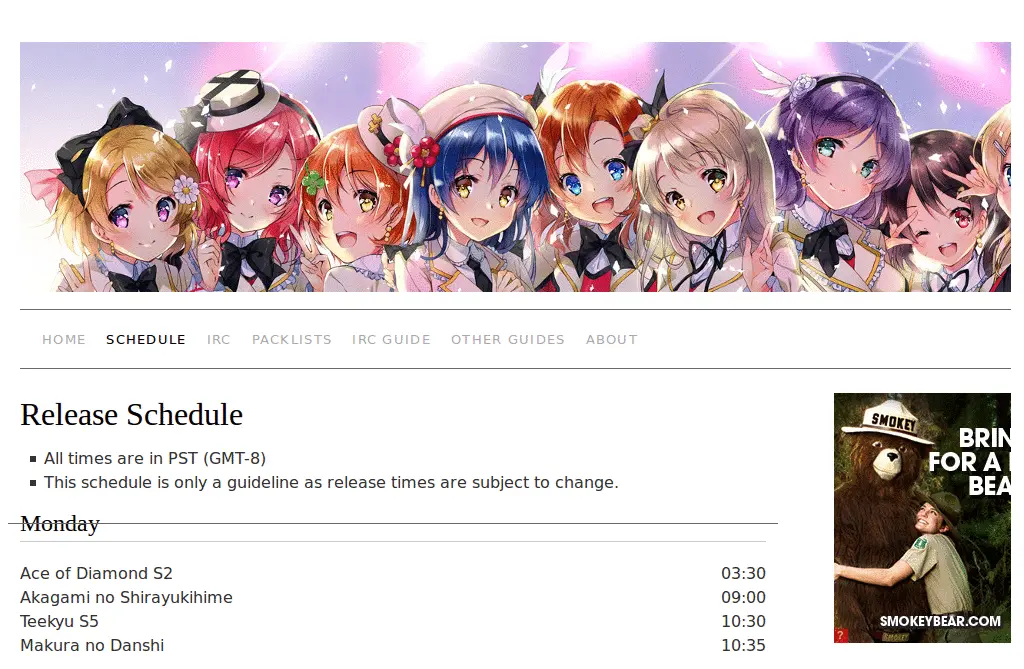 HOME SCHEDULE IRC PACKLISTS IRC GUIDE OTHER GUIDES ABOUT
Release Schedule
All times are in PST (GMT-8)
This schedule is only a guideline as release times are subject to change.
Monday
Ace of Diamond S2 03:30
Akagami no Shirayukihime 09:00
Teekyu S5 10:30
Makura no Danshi 10:35
SMOKEY
BRIN
FOR A
BEA
SMOKEYBEAR.COM
?
SMOKEY